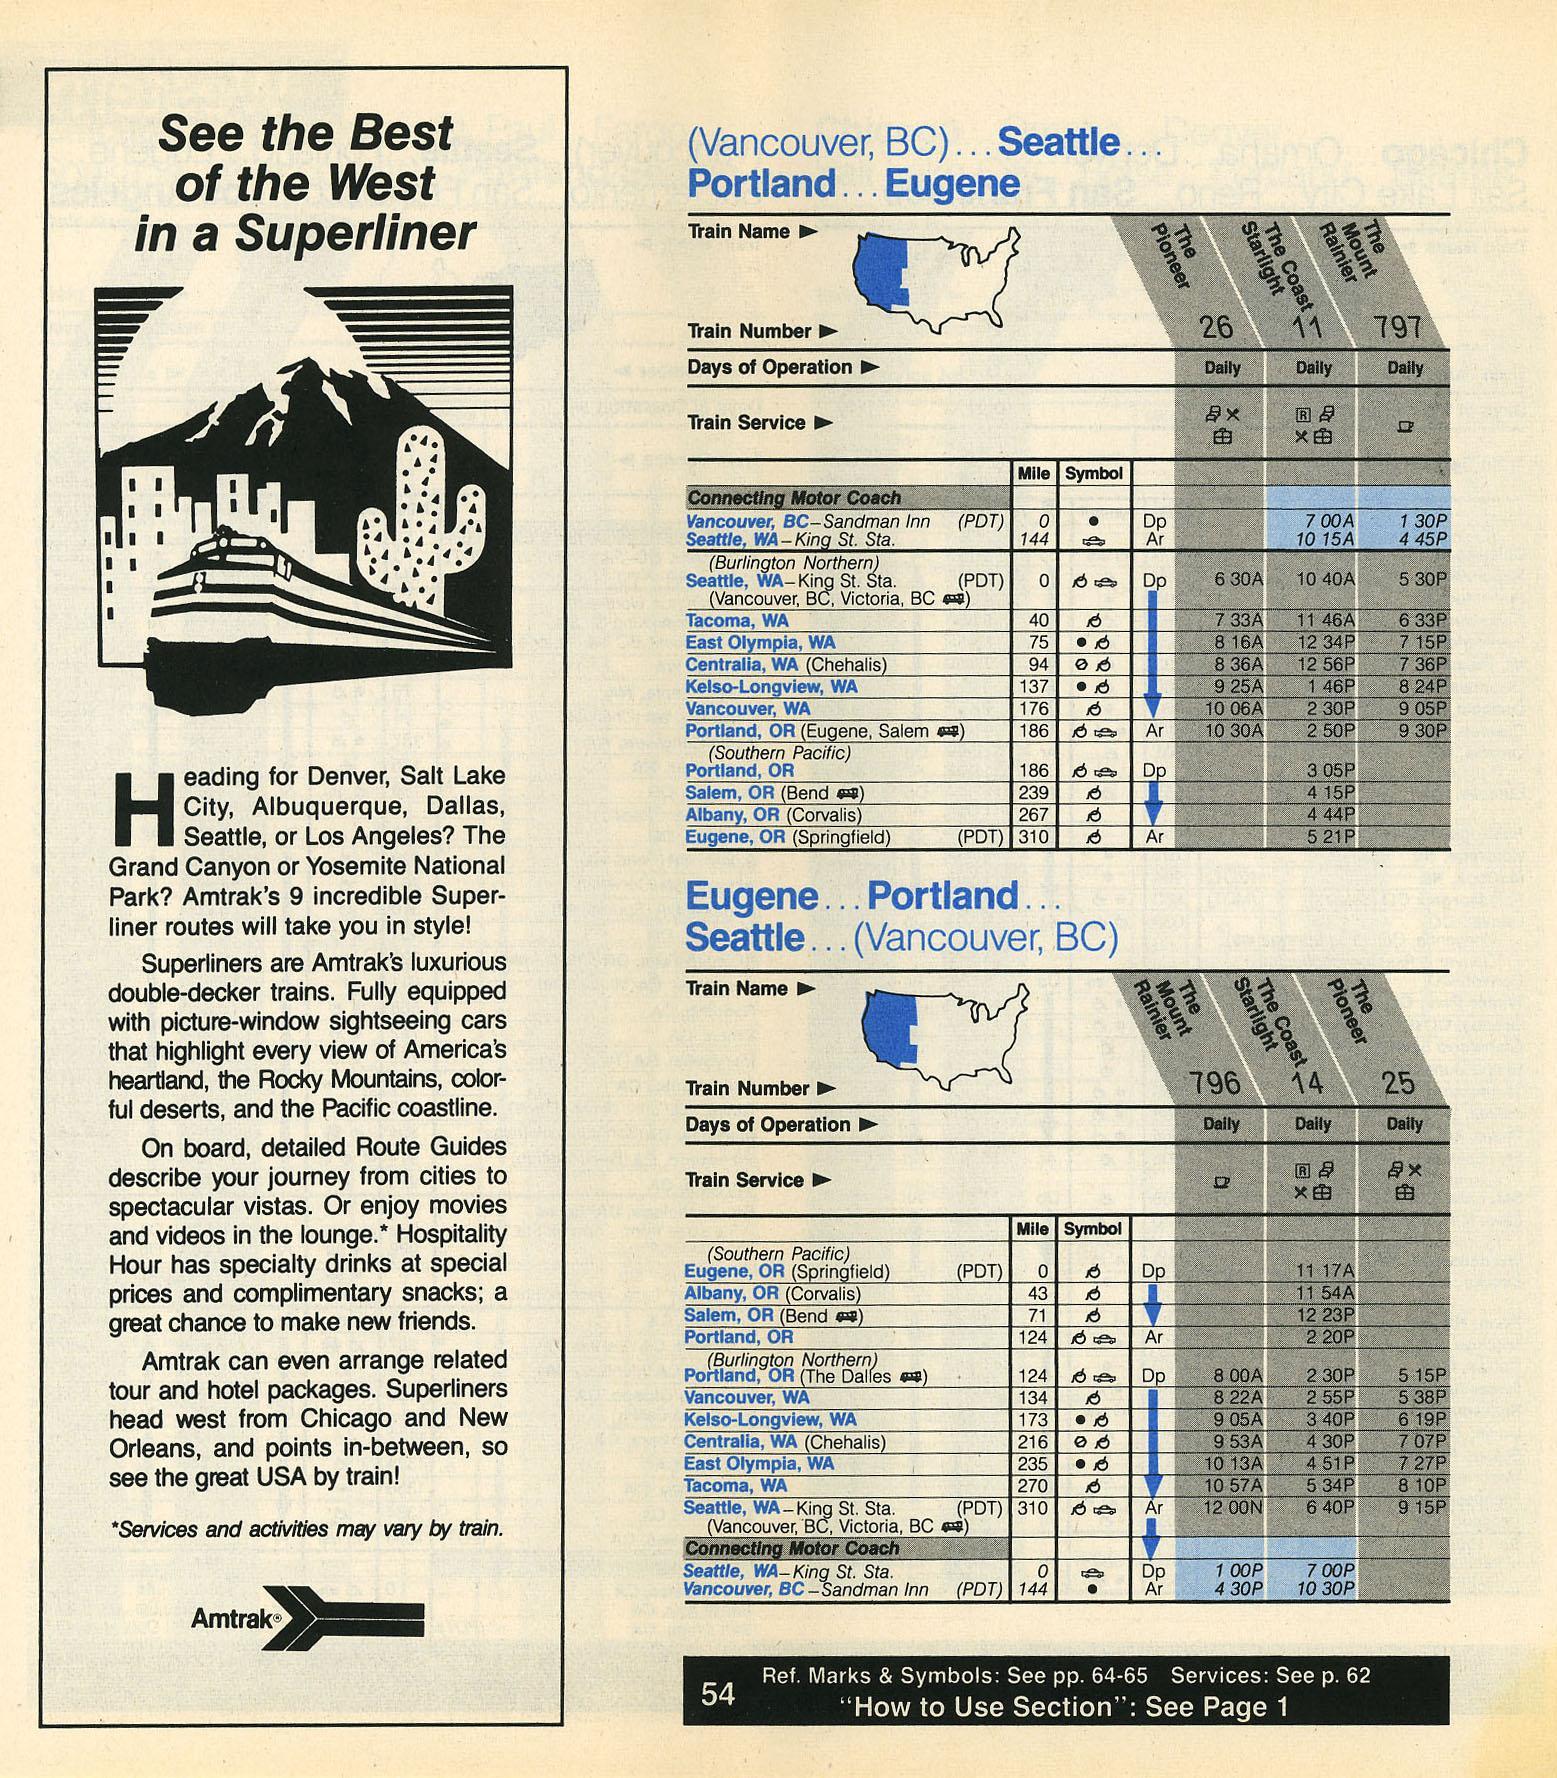 See the Best
of the West
in a Superliner
Heading for Denver, Salt Lake
City, Albuquerque, Dallas,
Seattle, or Los Angeles? The
Grand Canyon or Yosemite National
Park? Amtrak's 9 incredible Super-
liner routes will take you in style!
Superliners are Amtrak's luxurious
double-decker trains. Fully equipped
with picture-window sightseeing cars
that highlight every view of America's
heartland, the Rocky Mountains, color-
ful deserts, and the Pacific coastline.
On board, detailed Route Guides
describe your journey from cities to
spectacular vistas. Or enjoy movies
and videos in the lounge.* Hospitality
Hour has specialty drinks at special
prices and complimentary snacks; a
great chance to make new friends.
Amtrak can even arrange related
tour and hotel packages. Superliners
head west from Chicago and New
Orleans, and points in-between, so
see the great USA by train!
*Services and activities may vary by train.
Amtrak®
(Vancouver, BC)...Seattle...
Portland...Eugene
Train Name ▶ The Pioneer The Coast Starlight The Mount Rainier
Train Number ▶ 26 11 797
Days of Operation ▶ Daily Daily Daily
Train Service ▶ R
Mile Symbol
Connecting Motor Coach
Vancouver, BC–Sandman Inn (PDT) 0 ● Dp 7 00A 1 30P
Seattle, WA–King St. Sta. 144 Ar 10 15A 4 45P
(Burlington Northern)
Seattle, WA–King St. Sta. (PDT) 0 Dp 6 30A 10 40A 5 30P
(Vancouver, BC, Victoria, BC)
Tacoma, WA 40 7 33A 11 46A 6 33P
East Olympia, WA 75 ● 8 16A 12 34P 7 15P
Centralia, WA (Chehalis) 94 8 36A 12 56P 7 36P
Kelso-Longview, WA 137 ● 9 25A 1 46P 8 24P
Vancouver, WA 176 10 06A 2 30P 9 05P
Portland, OR (Eugene, Salem) 186 Ar 10 30A 2 50P 9 30P
(Southern Pacific)
Portland, OR 186 Dp 3 05P
Salem, OR (Bend) 239 4 15P
Albany, OR (Corvalis) 267 4 44P
Eugene, OR (Springfield) (PDT) 310 Ar 5 21P
Eugene...Portland...
Seattle...(Vancouver, BC)
Train Name ▶ The Mount Rainier The Coast Starlight The Pioneer
Train Number ▶ 796 14 25
Days of Operation ▶ Daily Daily Daily
Train Service ▶ R
Mile Symbol
(Southern Pacific)
Eugene, OR (Springfield) (PDT) 0 Dp 11 17A
Albany, OR (Corvalis) 43 11 54A
Salem, OR (Bend) 71 12 23P
Portland, OR 124 Ar 2 20P
(Burlington Northern)
Portland, OR (The Dalles) 124 Dp 8 00A 2 30P 5 15P
Vancouver, WA 134 8 22A 2 55P 5 38P
Kelso-Longview, WA 173 ● 9 05A 3 40P 6 19P
Centralia, WA (Chehalis) 216 9 53A 4 30P 7 07P
East Olympia, WA 235 ● 10 13A 4 51P 7 27P
Tacoma, WA 270 10 57A 5 34P 8 10P
Seattle, WA–King St. Sta. (PDT) 310 Ar 12 00N 6 40P 9 15P
(Vancouver, BC, Victoria, BC)
Connecting Motor Coach
Seattle, WA–King St. Sta. 0 Dp 1 00P 7 00P
Vancouver, BC–Sandman Inn (PDT) 144 ● Ar 4 30P 10 30P
54
Ref. Marks & Symbols: See pp. 64-65 Services: See p. 62
"How to Use Section": See Page 1